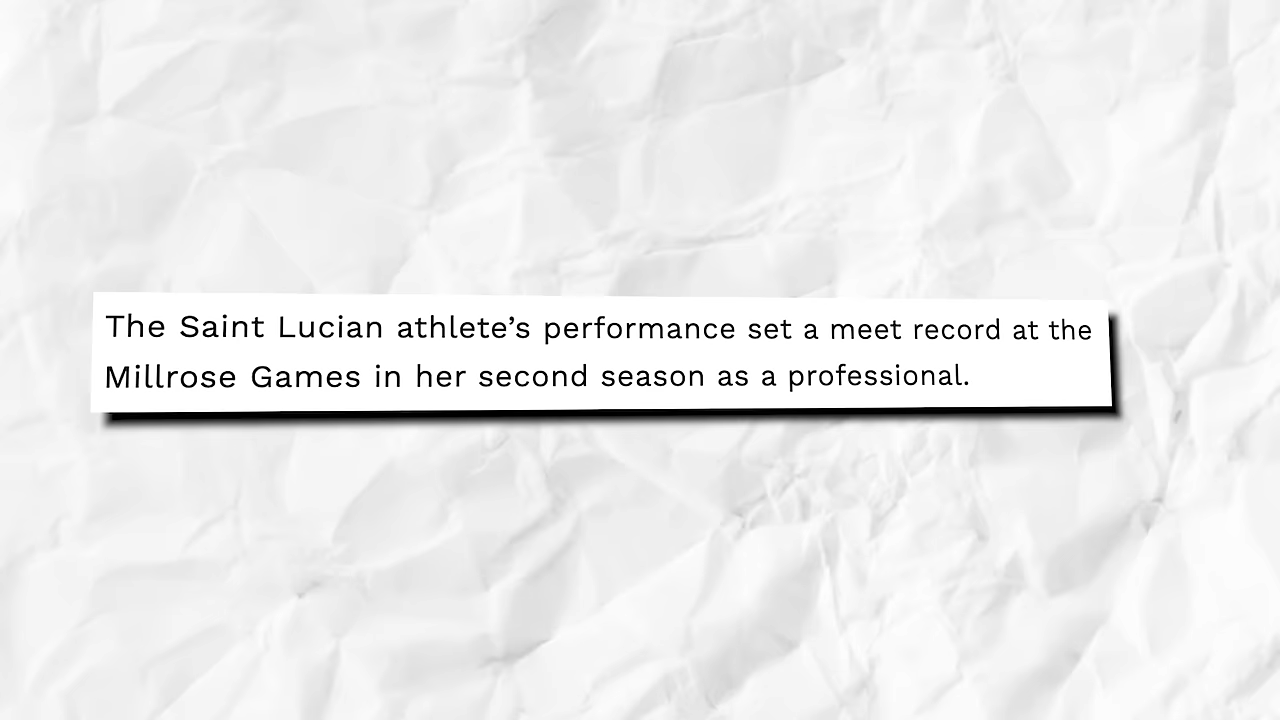 The Saint Lucian athlete’s performance set a meet record at the
Millrose Games in her second season as a professional.